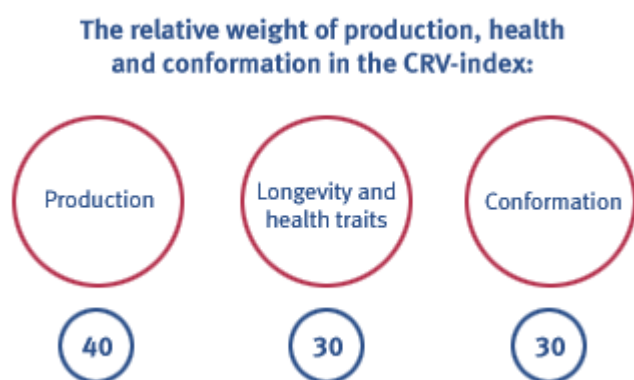 The relative weight of production, health
and conformation in the CRV-index:
Production
Longevity and
health traits
Conformation
40
30
30